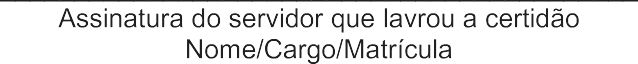 Assinatura do servidor que lavrou a certidão
Nome/Cargo/Matrícula